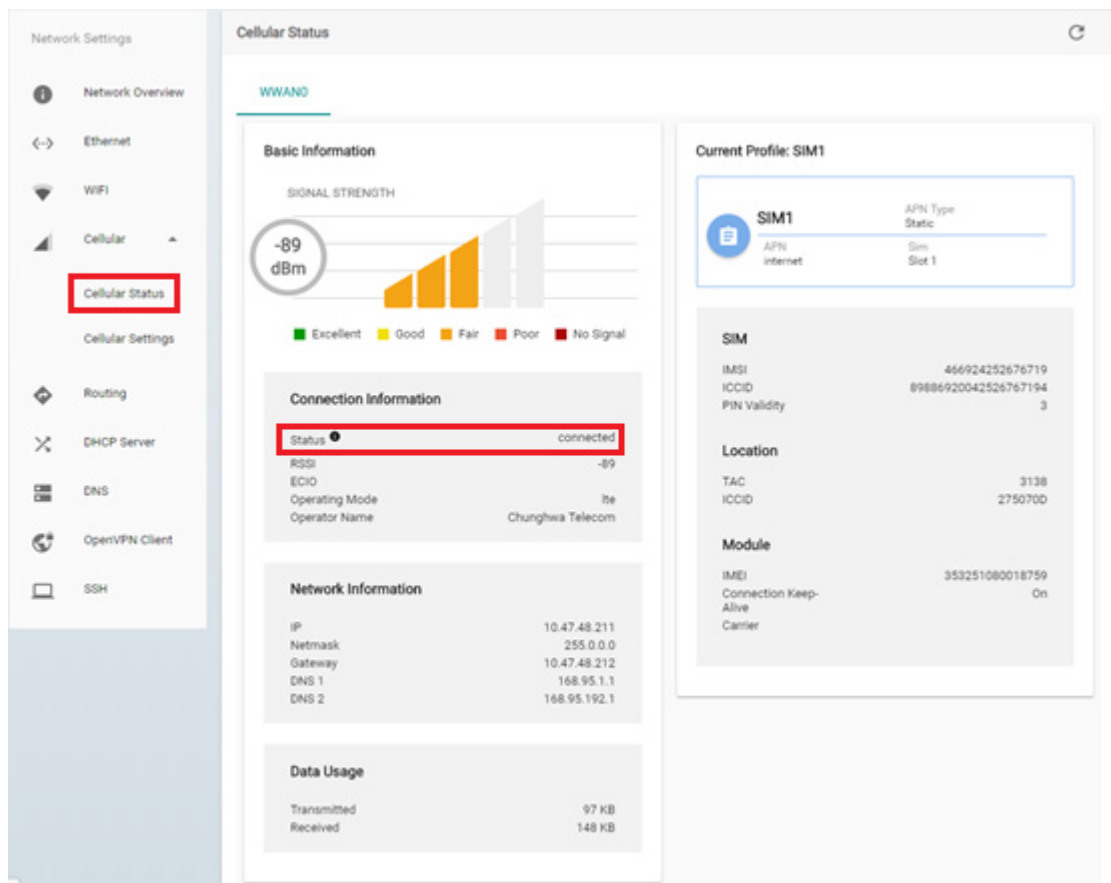 Network Settings
Network Overview
Ethernet
WIFI
Cellular
Cellular Status
Cellular Settings
Routing
DHCP Server
DNS
OpenVPN Client
SSH
Cellular Status
WWAN0
Basic Information
SIGNAL STRENGTH
-89
dBm
Excellent Good Fair Poor No Signal
Connection Information
Status connected
RSSI -89
ECIO
Operating Mode lte
Operator Name Chunghwa Telecom
Network Information
IP 10.47.48.211
Netmask 255.0.0.0
Gateway 10.47.48.212
DNS 1 168.95.1.1
DNS 2 168.95.192.1
Data Usage
Transmitted 97 KB
Received 148 KB
Current Profile: SIM1
SIM1
APN Type
Static
APN
internet
Sim
Slot 1
SIM
IMSI 466924252676719
ICCID 89886920042526767194
PIN Validity 3
Location
TAC 3138
ICCID 275070D
Module
IMEI 353251080018759
Connection Keep- On
Alive
Carrier